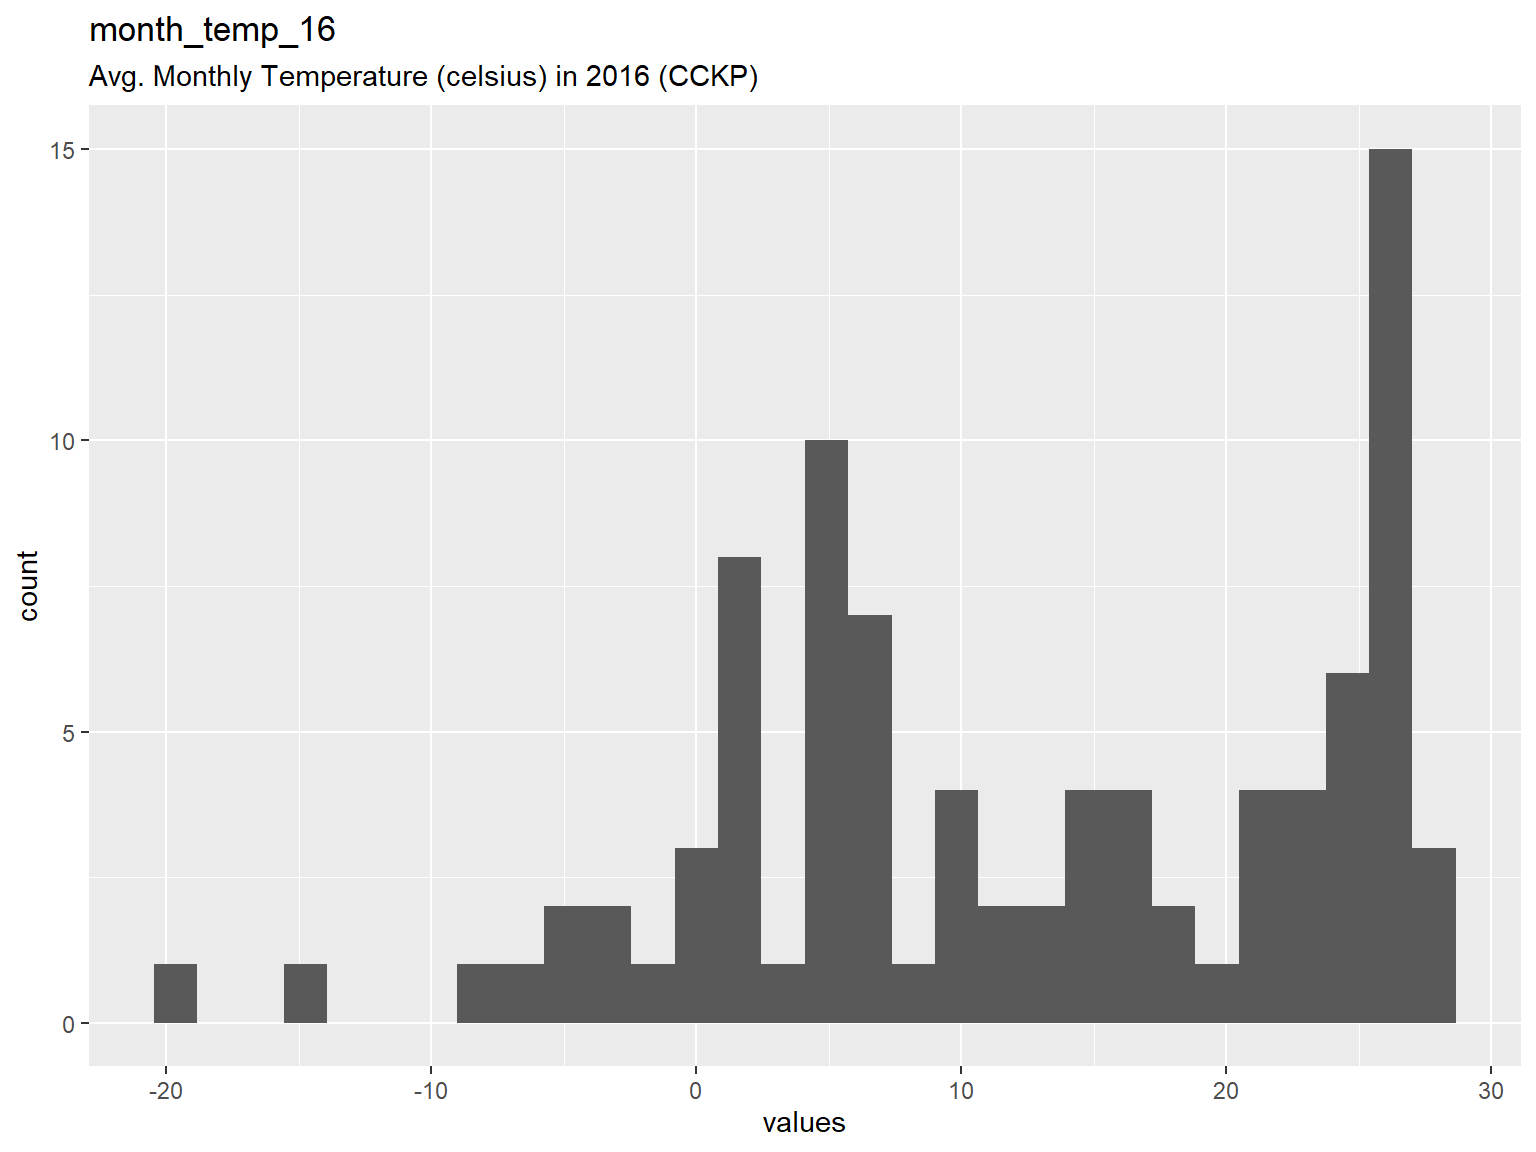 month_temp_16
Avg. Monthly Temperature (celsius) in 2016 (CCKP)
15
10
5
0
count
-20 -10 0 10 20 30
values